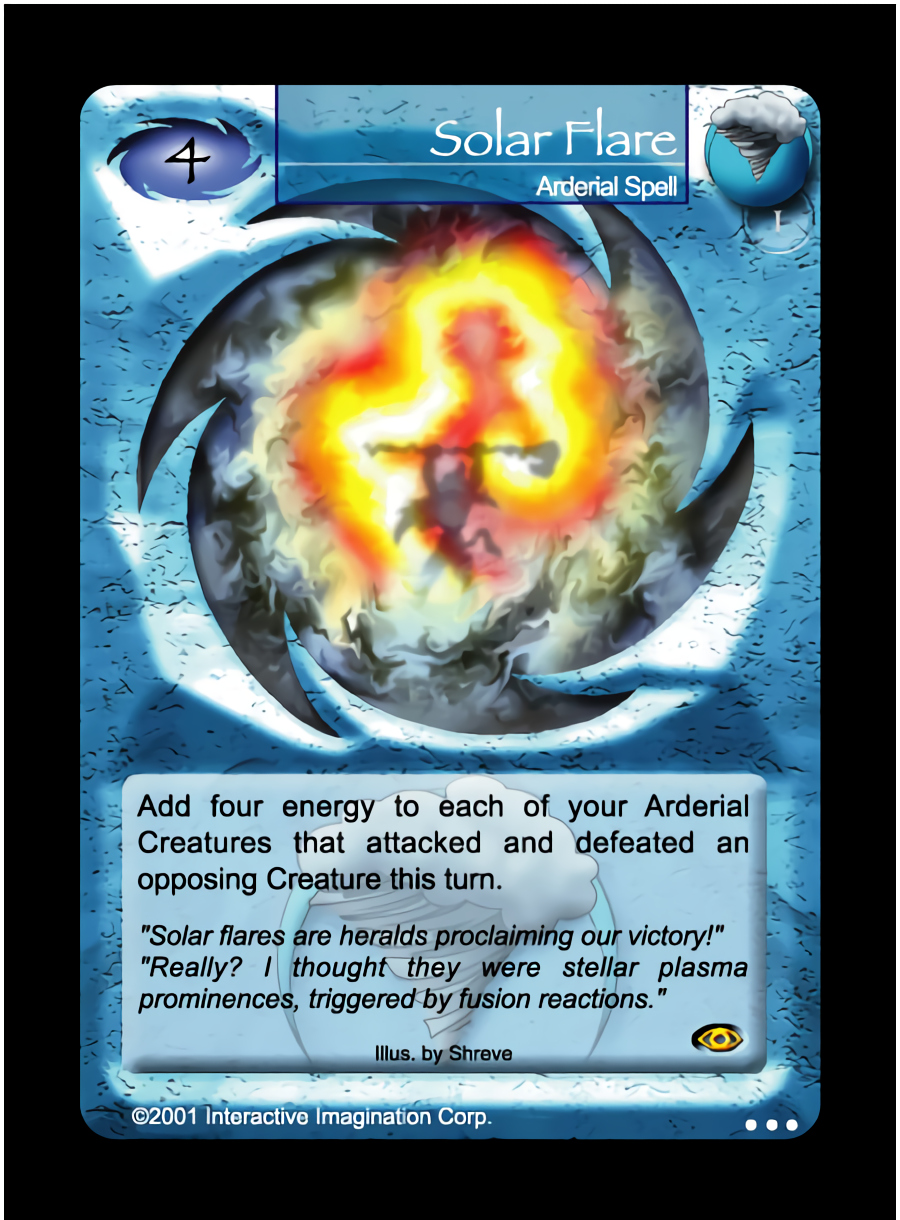 4
Solar Flare
Arderial Spell
I
Add four energy to each of your Arderial
Creatures that attacked and defeated an
opposing Creature this turn.
"Solar flares are heralds proclaiming our victory!"
"Really? I thought they were stellar plasma
prominences, triggered by fusion reactions."
Illus. by Shreve
©2001 Interactive Imagination Corp.